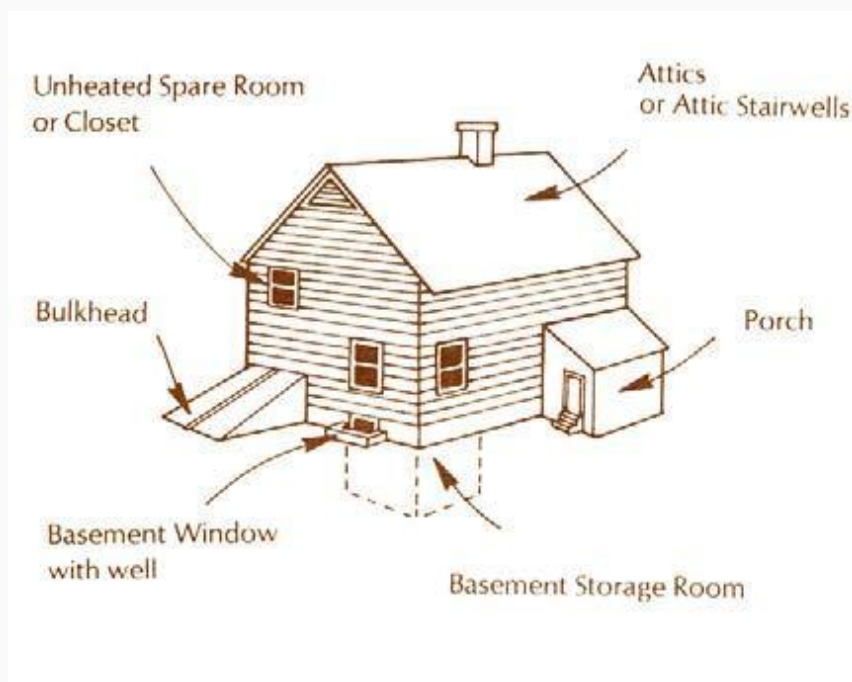 Unheated Spare Room
or Closet
Attics
or Attic Stairwells
Bulkhead
Porch
Basement Window
with well
Basement Storage Room